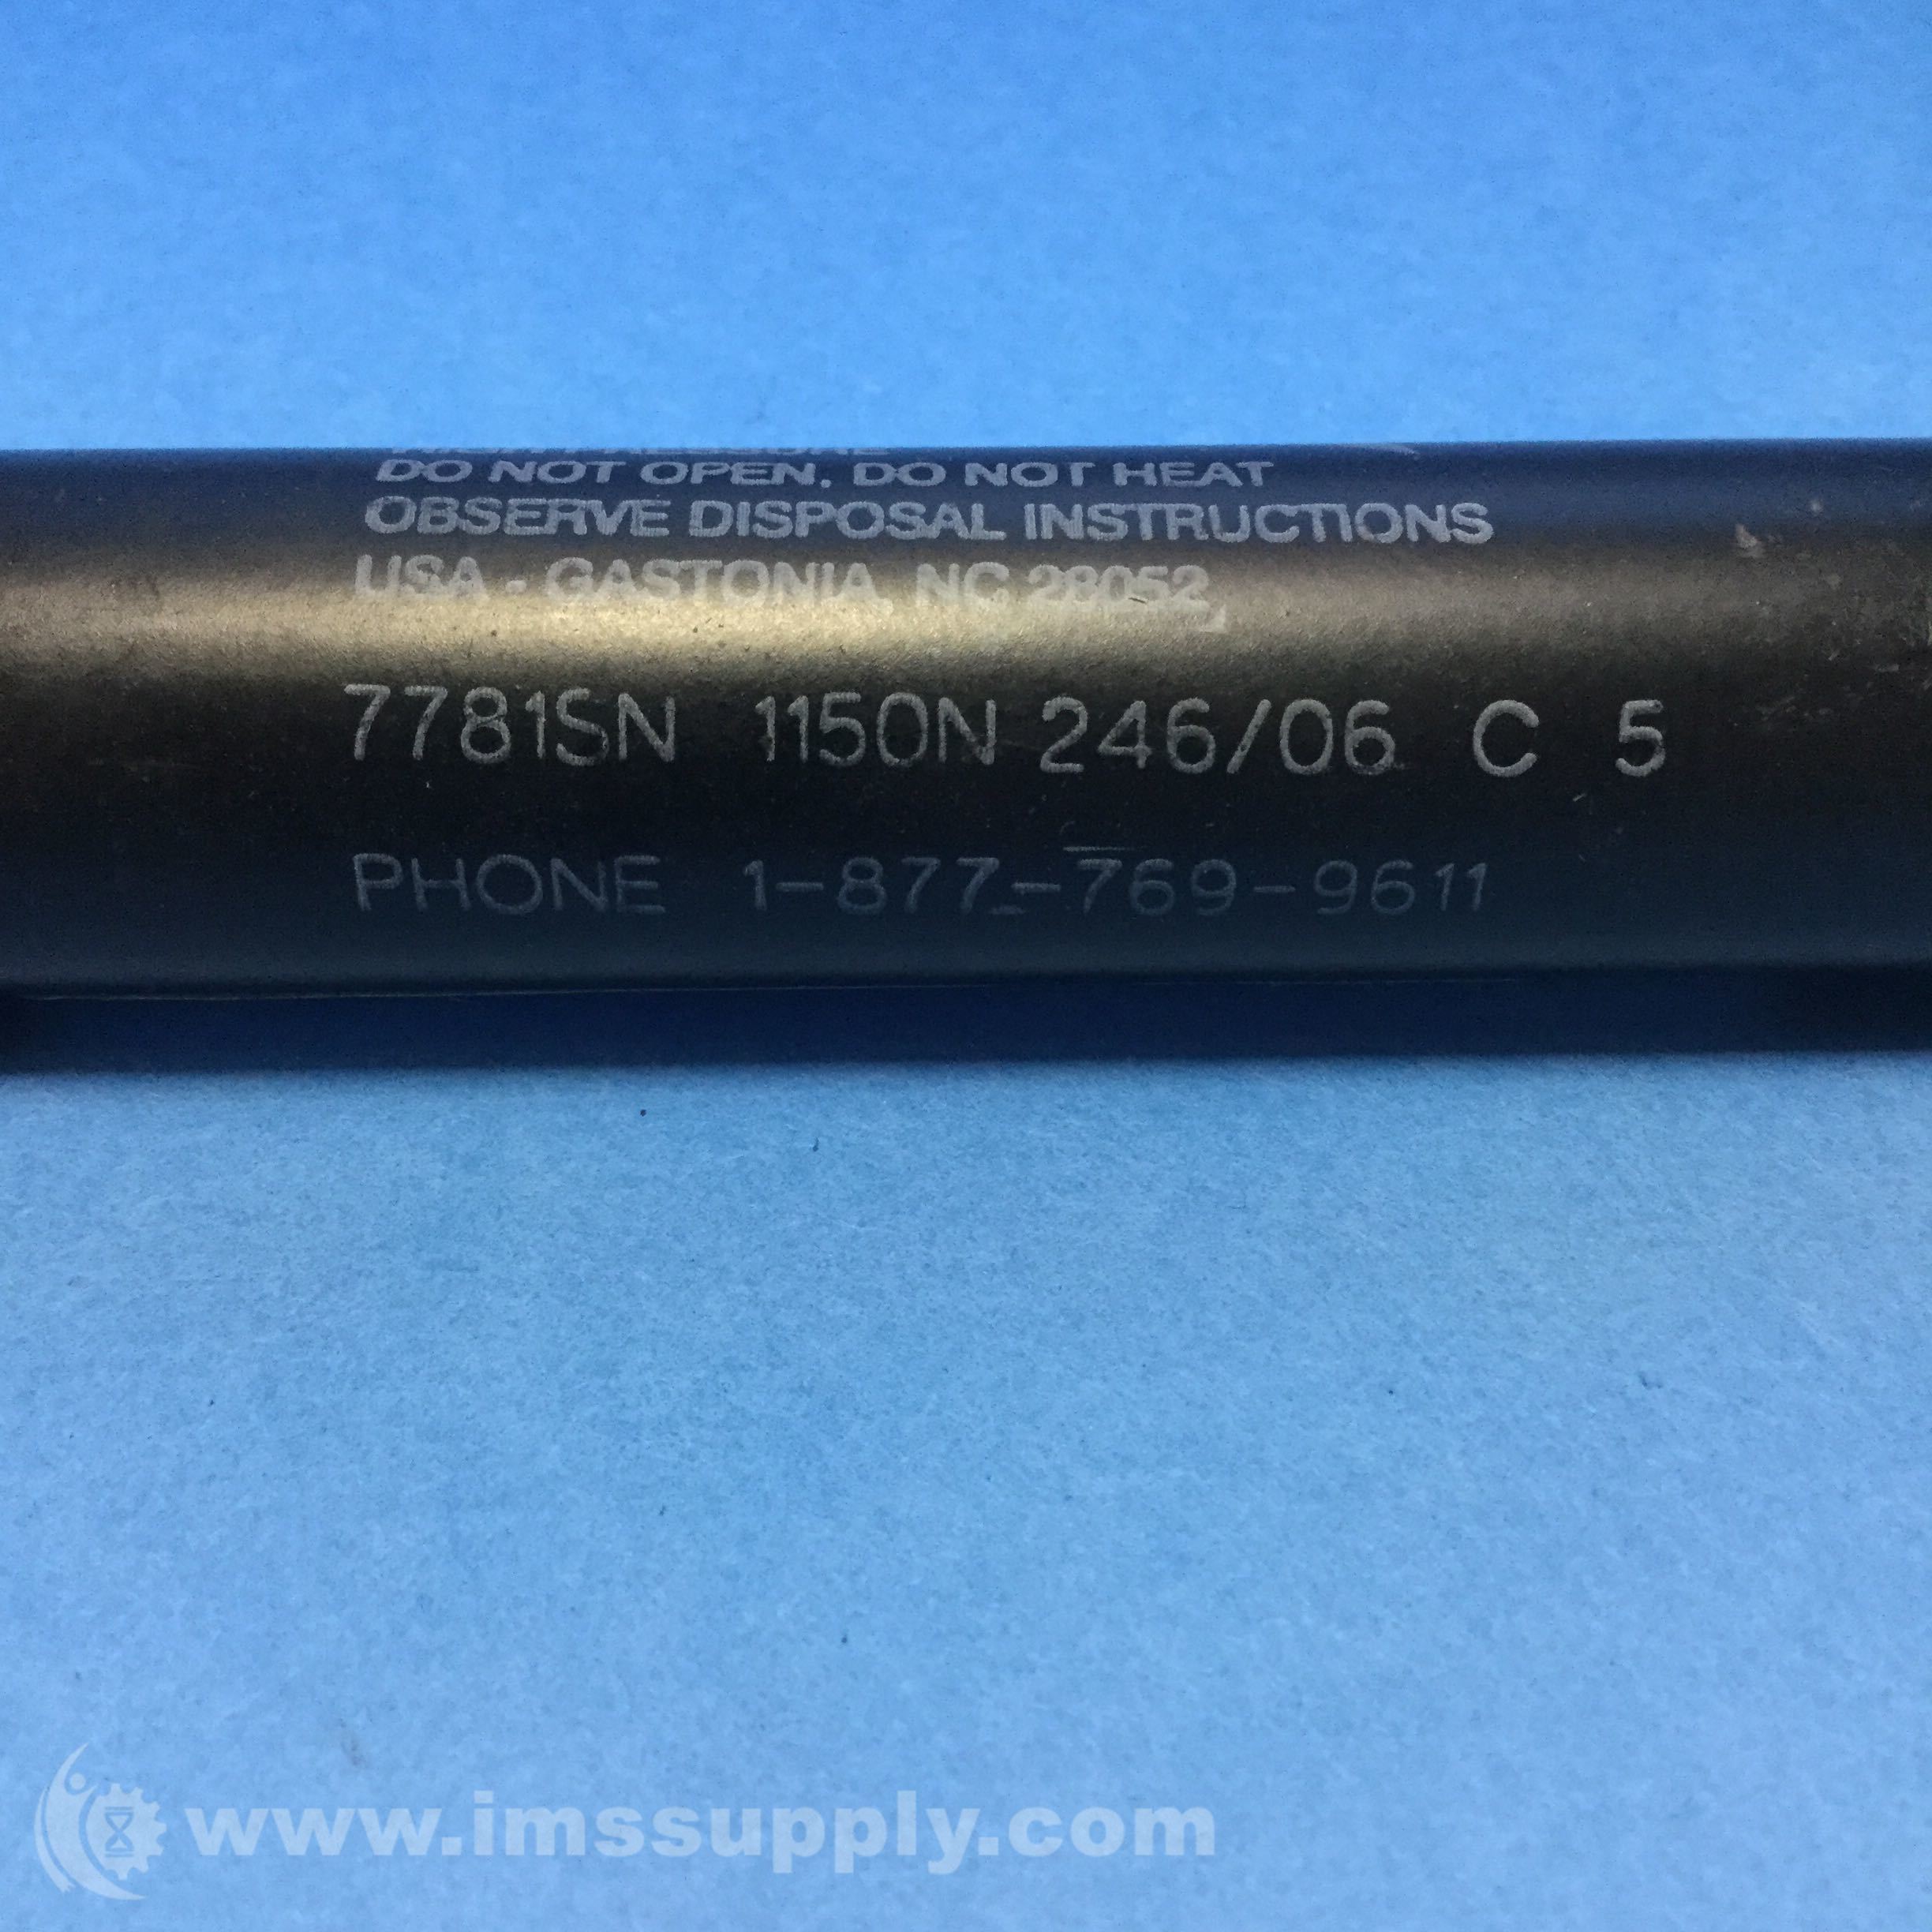 DO NOT OPEN. DO NOT HEAT
OBSERVE DISPOSAL INSTRUCTIONS
USA - GASTONIA, NC 28052
7781SN 1150N 246/06 C 5
PHONE 1-877-769-9611
www.imssupply.com